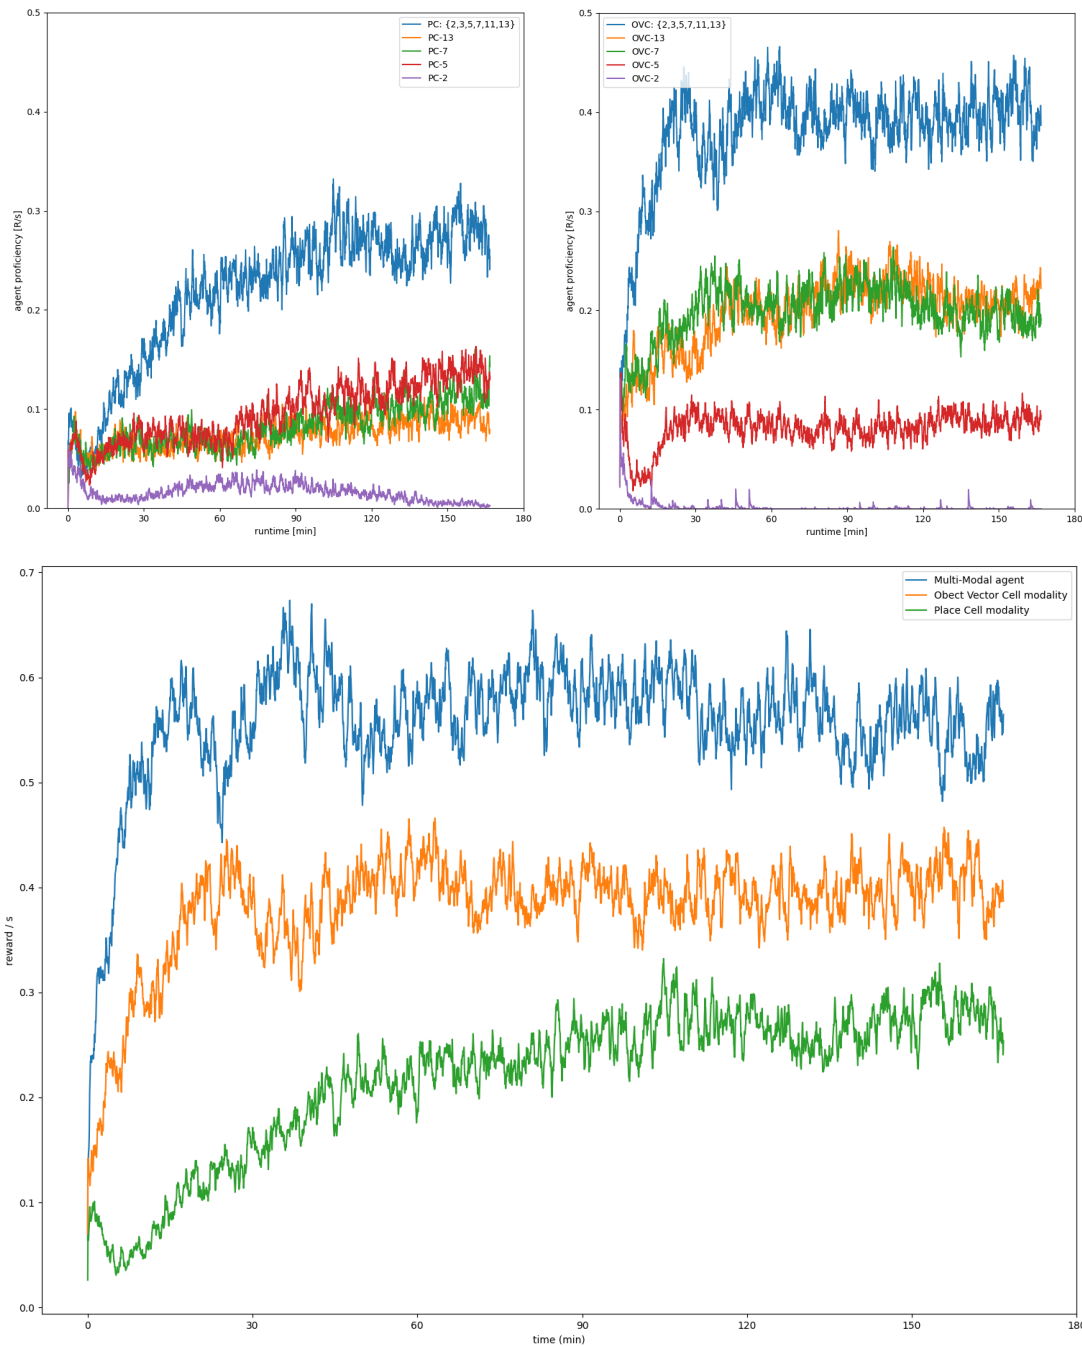 0.5
0.4
0.3
0.2
0.1
0.0
agent proficiency [R/s]
PC: {2,3,5,7,11,13}
PC-13
PC-7
PC-5
PC-2
0 30 60 90 120 150 180
runtime [min]
0.5
0.4
0.3
0.2
0.1
0.0
agent proficiency [R/s]
OVC: {2,3,5,7,11,13}
OVC-13
OVC-7
OVC-5
OVC-2
0 30 60 90 120 150 180
runtime [min]
0.7
0.6
0.5
0.4
0.3
0.2
0.1
0.0
reward / s
Multi-Modal agent
Obect Vector Cell modality
Place Cell modality
0 30 60 90 120 150 180
time (min)